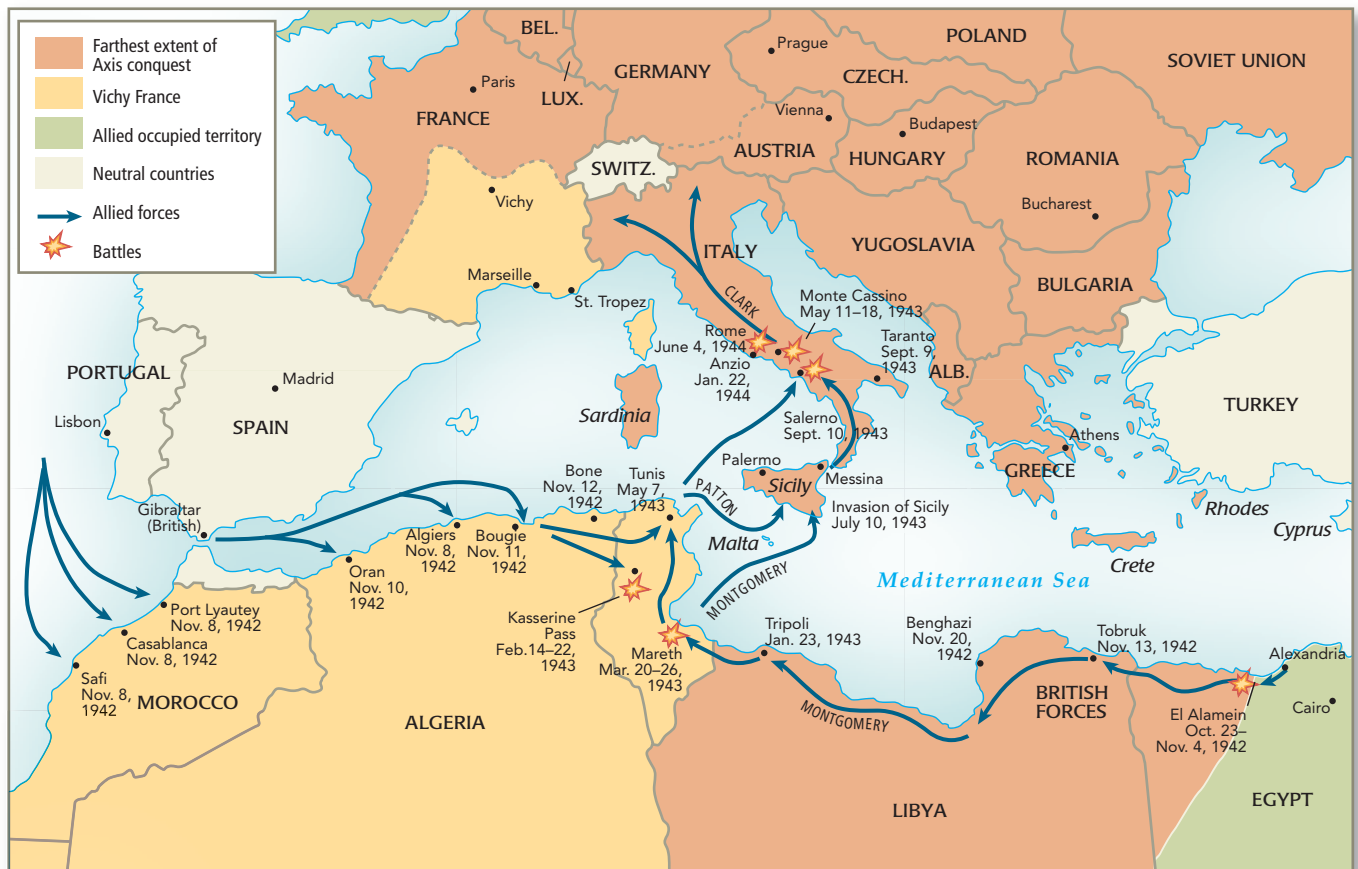 Farthest extent of
Axis conquest
Vichy France
Allied occupied territory
Neutral countries
Allied forces
Battles
BEL.
LUX.
GERMANY
Prague
POLAND
CZECH.
SOVIET UNION
Paris
FRANCE
Vienna
AUSTRIA
Budapest
HUNGARY
ROMANIA
Bucharest
SWITZ.
Vichy
ITALY
YUGOSLAVIA
BULGARIA
Marseille
St. Tropez
CLARK
Monte Cassino
May 11–18, 1943
Rome
June 4, 1944
Anzio
Jan. 22,
1944
Taranto
Sept. 9,
1943
ALB.
PORTUGAL
Madrid
Lisbon
SPAIN
Sardinia
Salerno
Sept. 10, 1943
TURKEY
Athens
GREECE
Gibraltar
(British)
Bone
Nov. 12,
1942
Tunis
May 7,
1943
Palermo
Sicily
Messina
PATTON
Invasion of Sicily
July 10, 1943
Malta
Rhodes
Cyprus
Crete
Algiers
Nov. 8,
1942
Bougie
Nov. 11,
1942
Oran
Nov. 10,
1942
Mediterranean Sea
MONTGOMERY
Port Lyautey
Nov. 8, 1942
Casablanca
Nov. 8, 1942
Safi
Nov. 8,
1942
MOROCCO
ALGERIA
Kasserine
Pass
Feb.14–22,
1943
Mareth
Mar. 20–26,
1943
Tripoli
Jan. 23, 1943
Benghazi
Nov. 20,
1942
Tobruk
Nov. 13, 1942
Alexandria
MONTGOMERY
BRITISH
FORCES
El Alamein
Oct. 23–
Nov. 4, 1942
Cairo
LIBYA
EGYPT